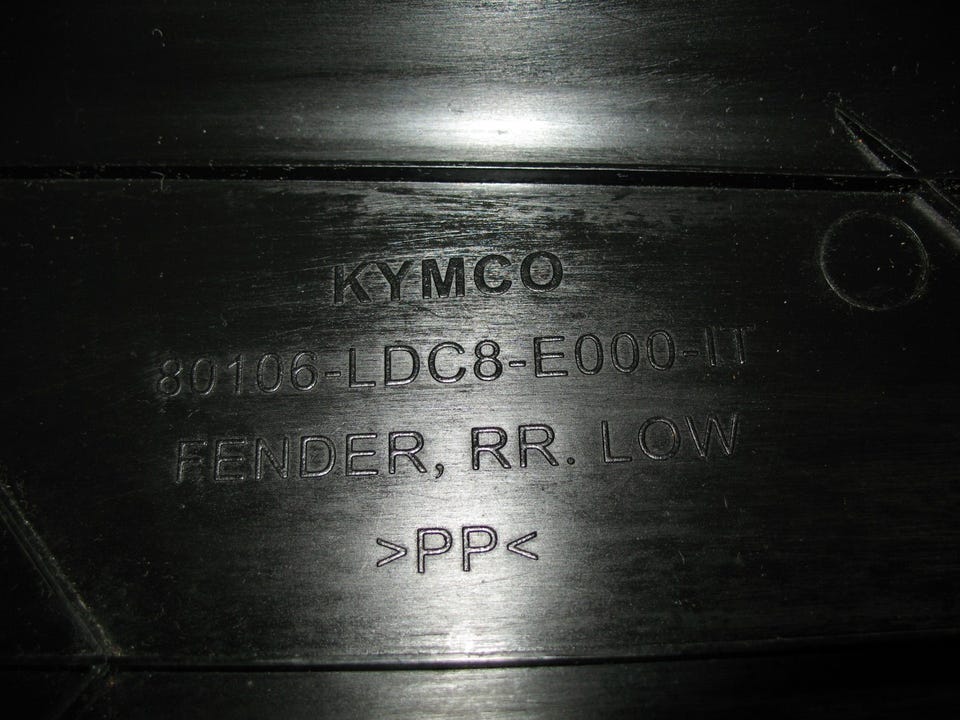 KYMCO
80106-LDC8-E000-IT
FENDER, RR. LOW
>PP<